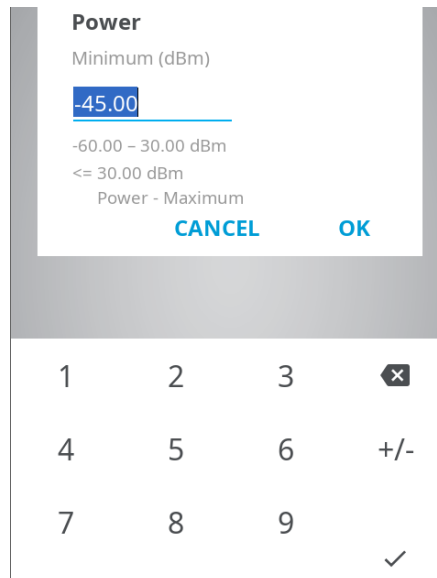 Power
Minimum (dBm)
-45.00
-60.00 – 30.00 dBm
<= 30.00 dBm
Power - Maximum
CANCEL OK
1 2 3
4 5 6 +/-
7 8 9